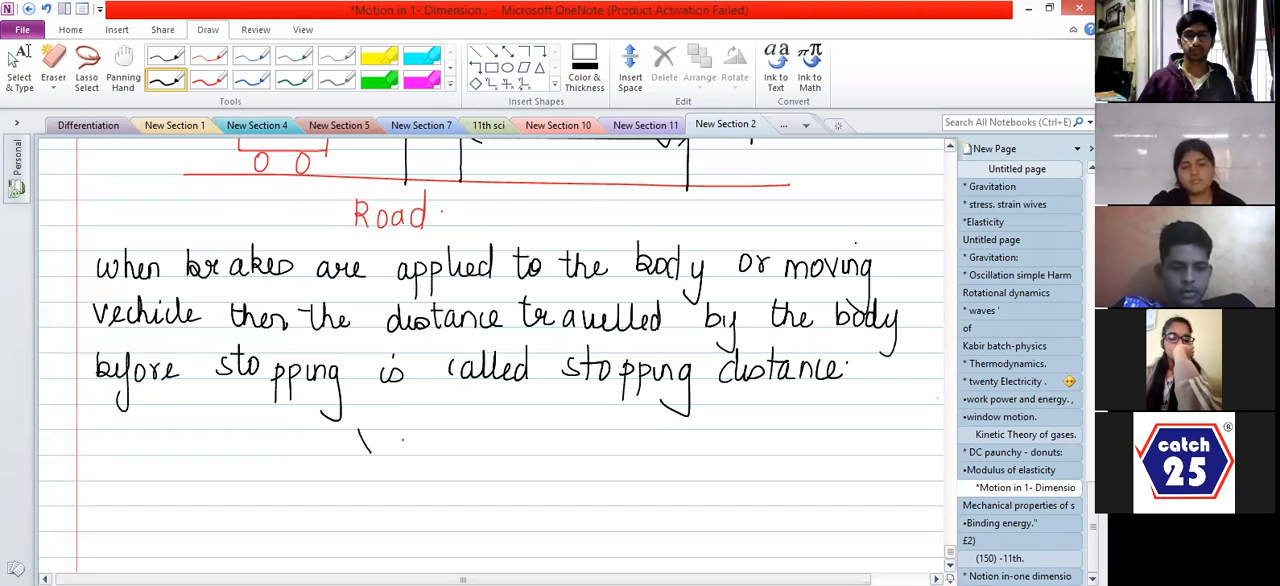 *Motion in 1- Dimension ; - Microsoft OneNote (Product Activation Failed)
File Home Insert Share Draw Review View
Select & Type
Eraser
Lasso Select
Panning Hand
Color & Thickness
Insert Space
Delete
Arrange
Rotate
Ink to Text
Ink to Math
Tools Insert Shapes Edit Convert
Differentiation New Section 1 New Section 4 New Section 5 New Section 7 11th sci New Section 10 New Section 11 New Section 2 ... Search All Notebooks (Ctrl+E)
Personal
Road.
when brakes are applied to the body or moving
vechicle then the distance travelled by the body
before stopping is called stopping distance.
New Page
Untitled page
* Gravitation
* stress. strain wives
*Elasticity
Untitled page
* Gravitation:
* Oscillation simple Harm
Rotational dynamics
* waves '
of
Kabir batch-physics
* Thermodynamics.
* twenty Electricity .
•work power and energy. ,
•window motion.
Kinetic Theory of gases.
* DC paunchy - donuts:
•Modulus of elasticity
*Motion in 1- Dimensio
Mechanical properties of s
•Binding energy."
£2)
(150) -11th.
* Notion in-one dimensio
catch
25
®